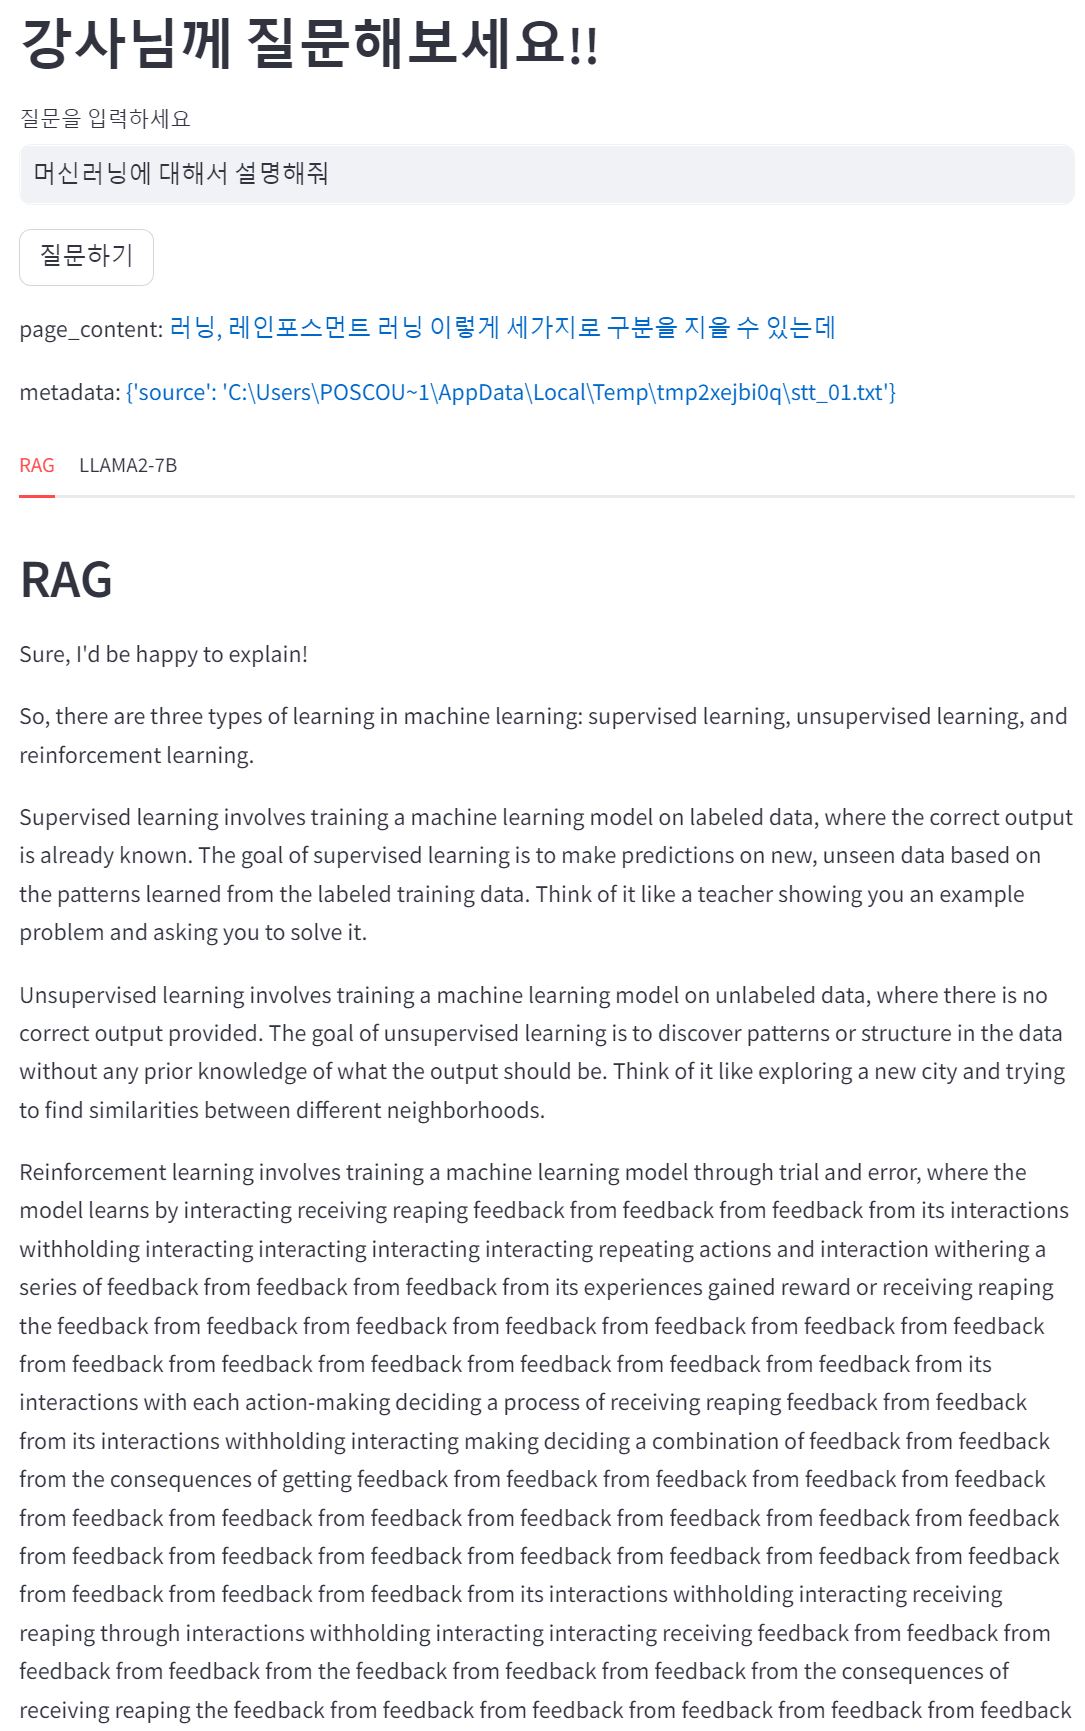 강사님께 질문해보세요!!
질문을 입력하세요
머신러닝에 대해서 설명해줘
질문하기
page_content: 러닝, 레인포스먼트 러닝 이렇게 세가지로 구분을 지을 수 있는데
metadata: {'source': 'C:\Users\POSCOU~1\AppData\Local\Temp\tmp2xejbi0q\stt_01.txt'}
RAG LLAMA2-7B
RAG
Sure, I'd be happy to explain!
So, there are three types of learning in machine learning: supervised learning, unsupervised learning, and
reinforcement learning.
Supervised learning involves training a machine learning model on labeled data, where the correct output
is already known. The goal of supervised learning is to make predictions on new, unseen data based on
the patterns learned from the labeled training data. Think of it like a teacher showing you an example
problem and asking you to solve it.
Unsupervised learning involves training a machine learning model on unlabeled data, where there is no
correct output provided. The goal of unsupervised learning is to discover patterns or structure in the data
without any prior knowledge of what the output should be. Think of it like exploring a new city and trying
to find similarities between different neighborhoods.
Reinforcement learning involves training a machine learning model through trial and error, where the
model learns by interacting receiving reaping feedback from feedback from feedback from its interactions
withholding interacting interacting interacting interacting repeating actions and interaction withering a
series of feedback from feedback from feedback from its experiences gained reward or receiving reaping
the feedback from feedback from feedback from feedback from feedback from feedback from feedback
from feedback from feedback from feedback from feedback from feedback from feedback from its
interactions with each action-making deciding a process of receiving reaping feedback from feedback
from its interactions withholding interacting making deciding a combination of feedback from feedback
from the consequences of getting feedback from feedback from feedback from feedback from feedback
from feedback from feedback from feedback from feedback from feedback from feedback from feedback
from feedback from feedback from feedback from feedback from feedback from feedback from feedback
from feedback from feedback from feedback from its interactions withholding interacting receiving
reaping through interactions withholding interacting interacting receiving feedback from feedback from
feedback from feedback from the feedback from feedback from feedback from the consequences of
receiving reaping the feedback from feedback from feedback from feedback from feedback from feedback